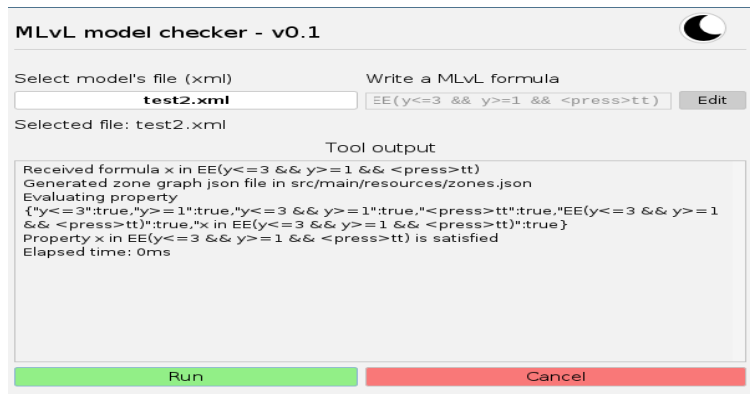 MLvL model checker - v0.1
Select model's file (xml)
Write a MLvL formula
test2.xml
EE(y<=3 && y>=1 && <press>tt)
Edit
Selected file: test2.xml
Tool output
Received formula x in EE(y<=3 && y>=1 && <press>tt)
Generated zone graph json file in src/main/resources/zones.json
Evaluating property
{"y<=3":true,"y>=1":true,"y<=3 && y>=1":true,"<press>tt":true,"EE(y<=3 && y>=1
&& <press>tt)":true,"x in EE(y<=3 && y>=1 && <press>tt)":true}
Property x in EE(y<=3 && y>=1 && <press>tt) is satisfied
Elapsed time: 0ms
Run
Cancel